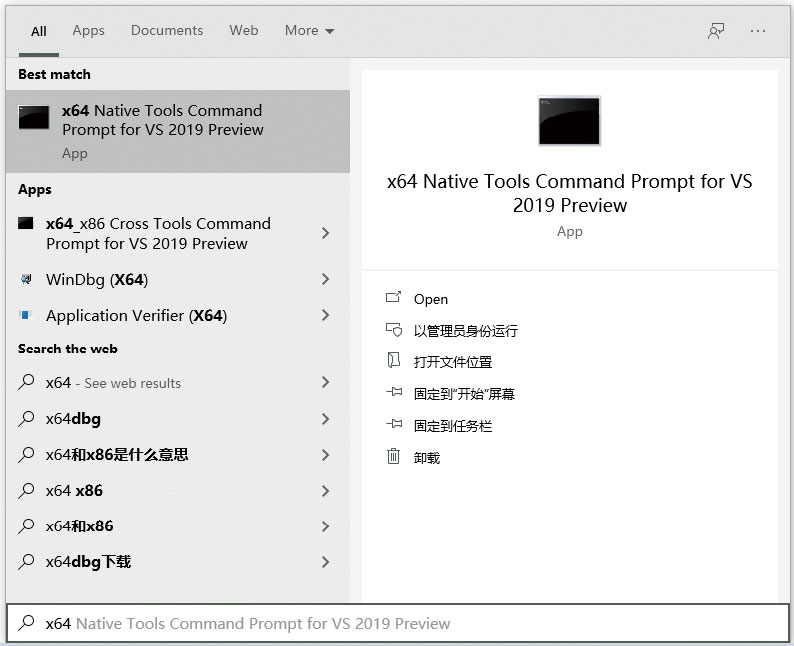 All Apps Documents Web More
Best match
x64 Native Tools Command
Prompt for VS 2019 Preview
App
Apps
x64_x86 Cross Tools Command
Prompt for VS 2019 Preview
WinDbg (X64)
Application Verifier (X64)
Search the web
x64 - See web results
x64dbg
x64和x86是什么意思
x64 x86
x64和x86
x64dbg下载
x64 Native Tools Command Prompt for VS
2019 Preview
App
Open
以管理员身份运行
打开文件位置
固定到"开始"屏幕
固定到任务栏
卸载
x64 Native Tools Command Prompt for VS 2019 Preview